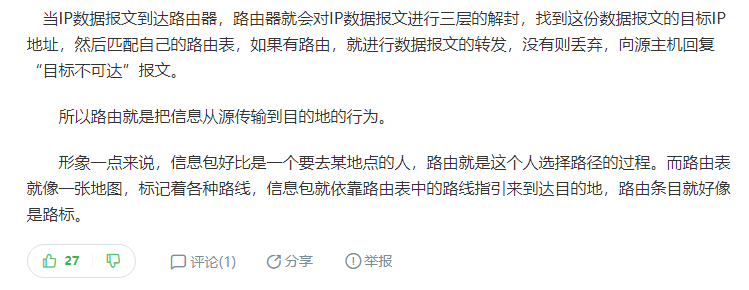 当IP数据报文到达路由器，路由器就会对IP数据报文进行三层的解封，找到这份数据报文的目标IP
地址，然后匹配自己的路由表，如果有路由，就进行数据报文的转发，没有则丢弃，向源主机回复
“目标不可达”报文。
所以路由就是把信息从源传输到目的地的行为。
形象一点来说，信息包好比是一个要去某地点的人，路由就是这个人选择路径的过程。而路由表
就像一张地图，标记着各种路线，信息包就依靠路由表中的路线指引来到达目的地，路由条目就好像
是路标。
27 评论(1) 分享 举报